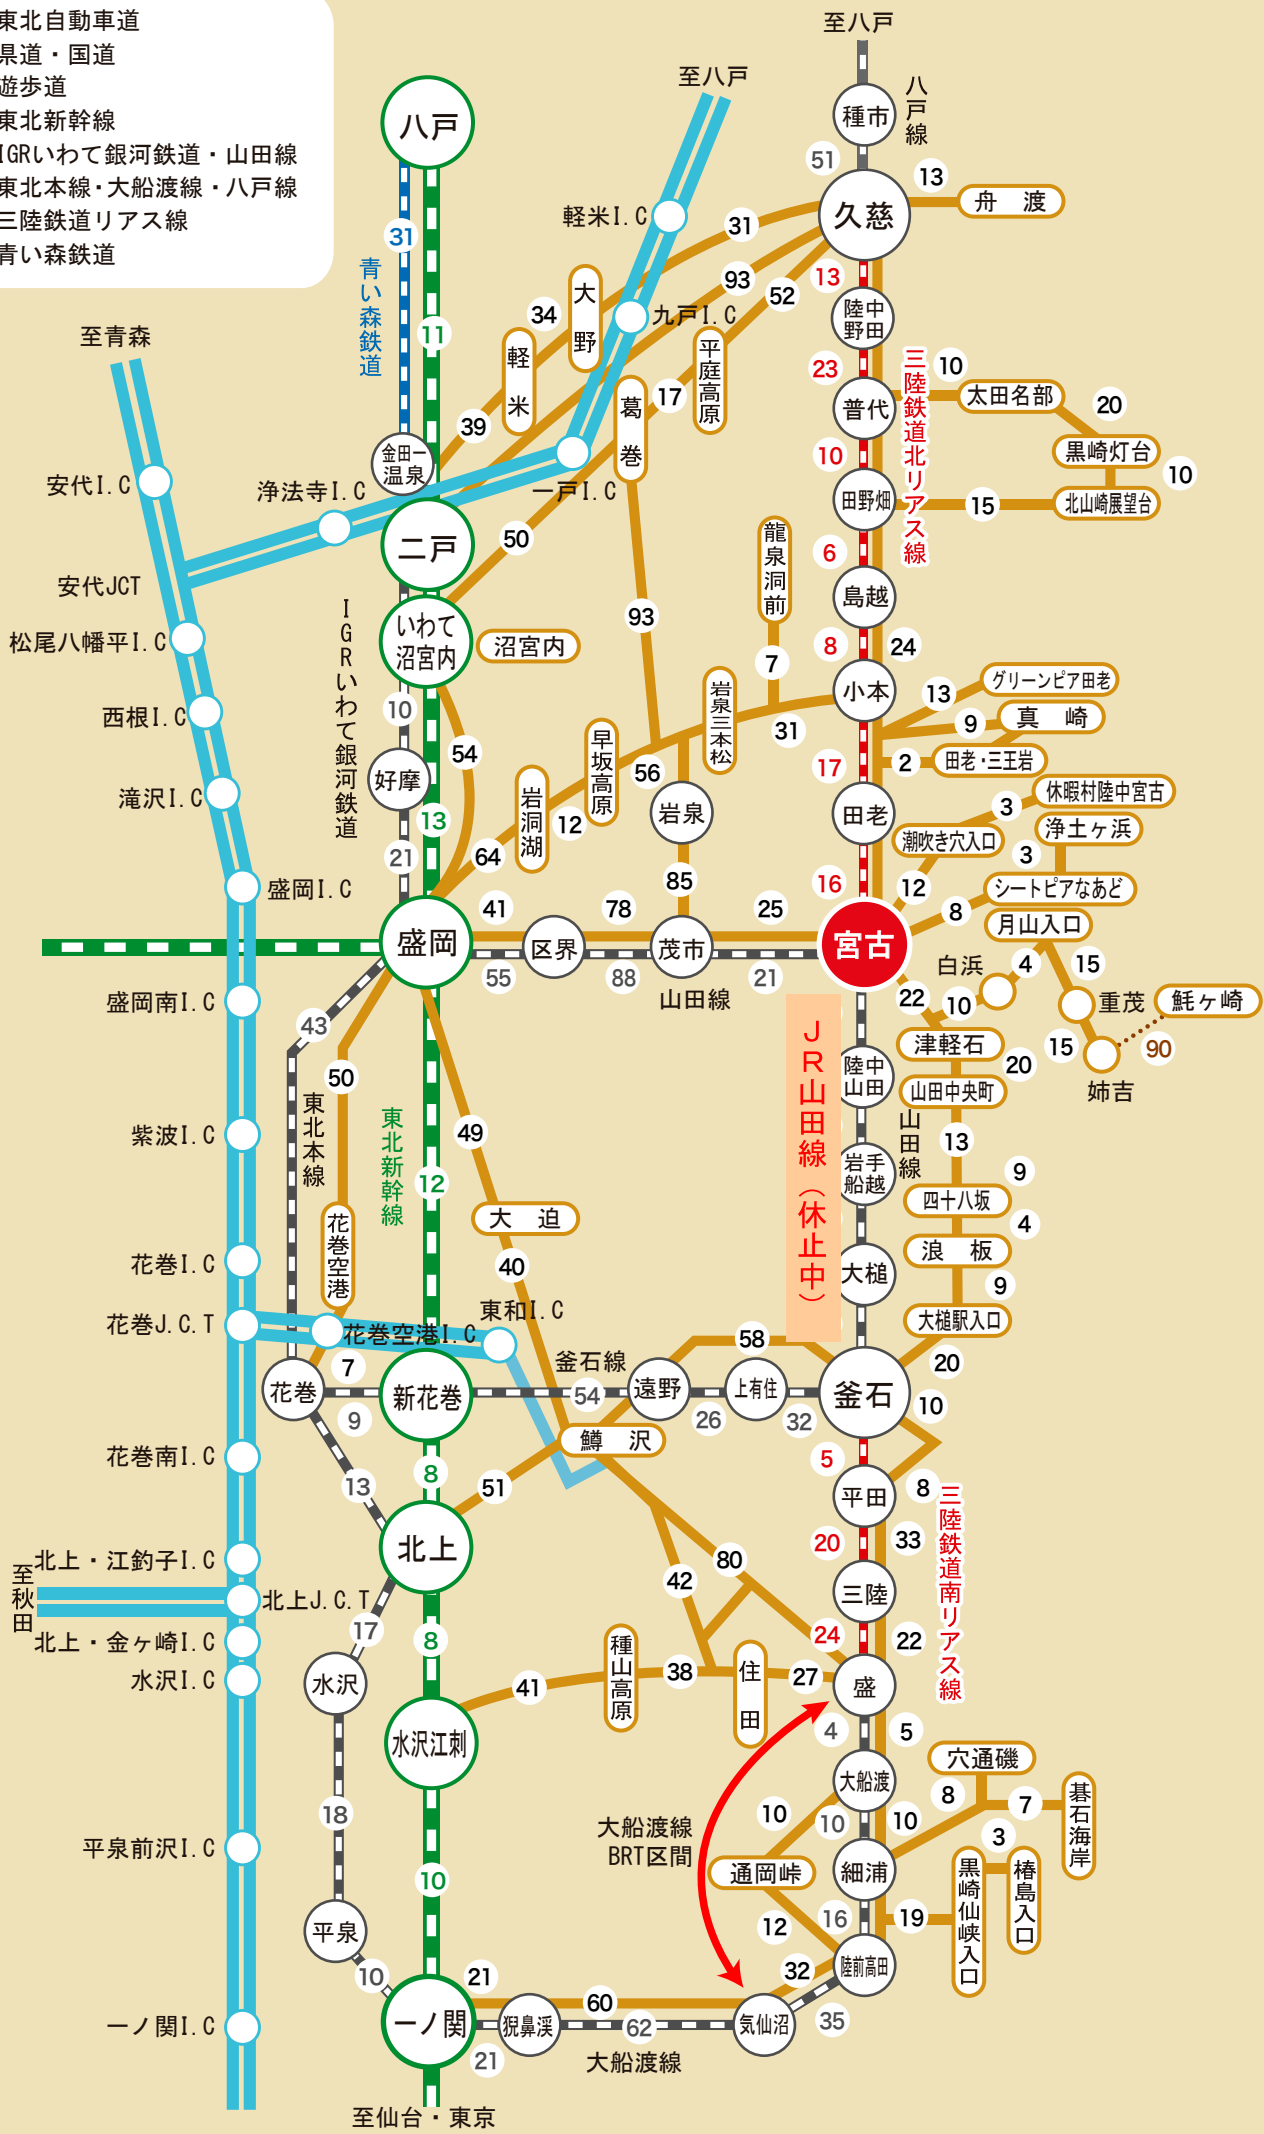 東北自動車道
県道・国道
遊歩道
東北新幹線
IGRいわて銀河鉄道・山田線
東北本線・大船渡線・八戸線
三陸鉄道リアス線
青い森鉄道
至八戸
至八戸
八戸線
種市
51
八戸
久慈
13
舟 渡
軽米I.C
31
31
青い森鉄道
11
93
52
13
大野
34
九戸I.C
陸中野田
至青森
軽米
平庭高原
23
三陸鉄道北リアス線
10
太田名部
20
葛巻
17
普代
39
10
黒崎灯台
10
金田一温泉
安代I.C
浄法寺I.C
一戸I.C
田野畑
15
北山崎展望台
二戸
50
龍泉洞前
6
安代JCT
島越
IGRいわて銀河鉄道
いわて沼宮内
沼宮内
93
8
24
松尾八幡平I.C
7
小本
13
グリーンピア田老
西根I.C
10
岩泉三本松
31
9
真 崎
54
早坂高原
56
17
2
田老・三王岩
滝沢I.C
好摩
13
岩洞湖
12
岩泉
田老
3
休暇村陸中宮古
潮吹き穴入口
浄土ヶ浜
21
64
85
16
12
3
シートピアなあど
盛岡I.C
41
78
25
8
月山入口
盛岡
区界
茂市
宮古
55
88
21
山田線
白浜
4
15
22
10
重茂
魹ヶ崎
盛岡南I.C
43
JR山田線（休止中）
津軽石
15
90
姉吉
50
陸中山田
20
山田中央町
東北本線
東北新幹線
49
山田線
13
紫波I.C
12
岩手船越
9
四十八坂
花巻空港
大 迫
4
浪 板
花巻I.C
40
大槌
9
花巻J.C.T
花巻空港I.C
東和I.C
大槌駅入口
58
釜石線
20
7
花巻
新花巻
54
遠野
上有住
釜石
9
26
32
10
鱒 沢
花巻南I.C
13
8
51
5
8
平田
三陸鉄道南リアス線
北上
20
33
北上・江釣子I.C
至秋田
80
42
三陸
北上J.C.T
17
8
24
22
北上・金ヶ崎I.C
種山高原
水沢I.C
水沢
41
38
住田
27
盛
水沢江刺
4
5
大船渡
穴通磯
8
7
碁石海岸
18
大船渡線
BRT区間
10
10
10
3
平泉前沢I.C
10
通岡峠
細浦
黒崎仙峡入口
椿島入口
12
16
19
平泉
陸前高田
10
21
32
一ノ関I.C
一ノ関
猊鼻渓
60
62
気仙沼
35
21
大船渡線
至仙台・東京